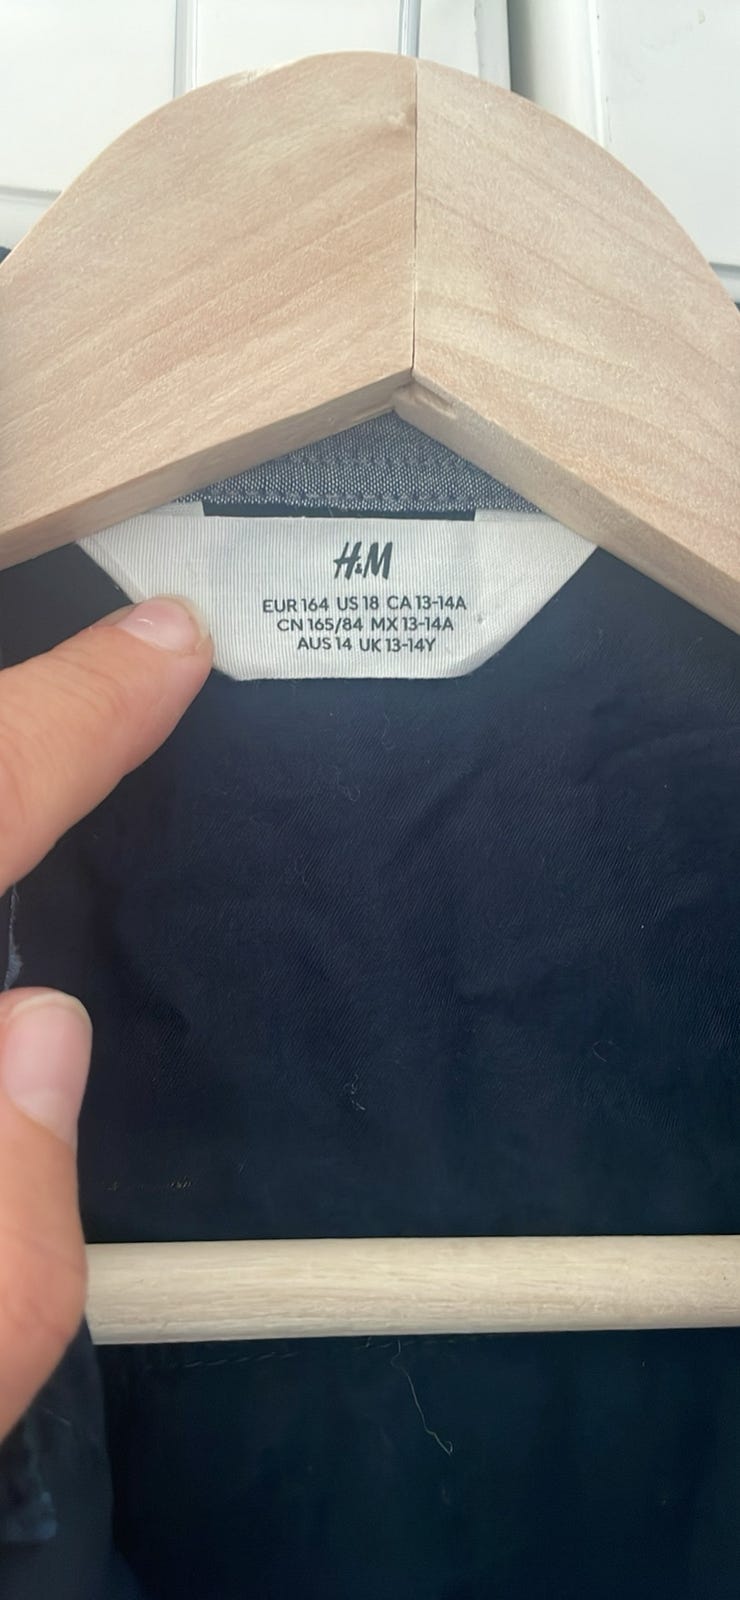 H&M
EUR 164 US 18 CA 13-14A
CN 165/84 MX 13-14A
AUS 14 UK 13-14Y